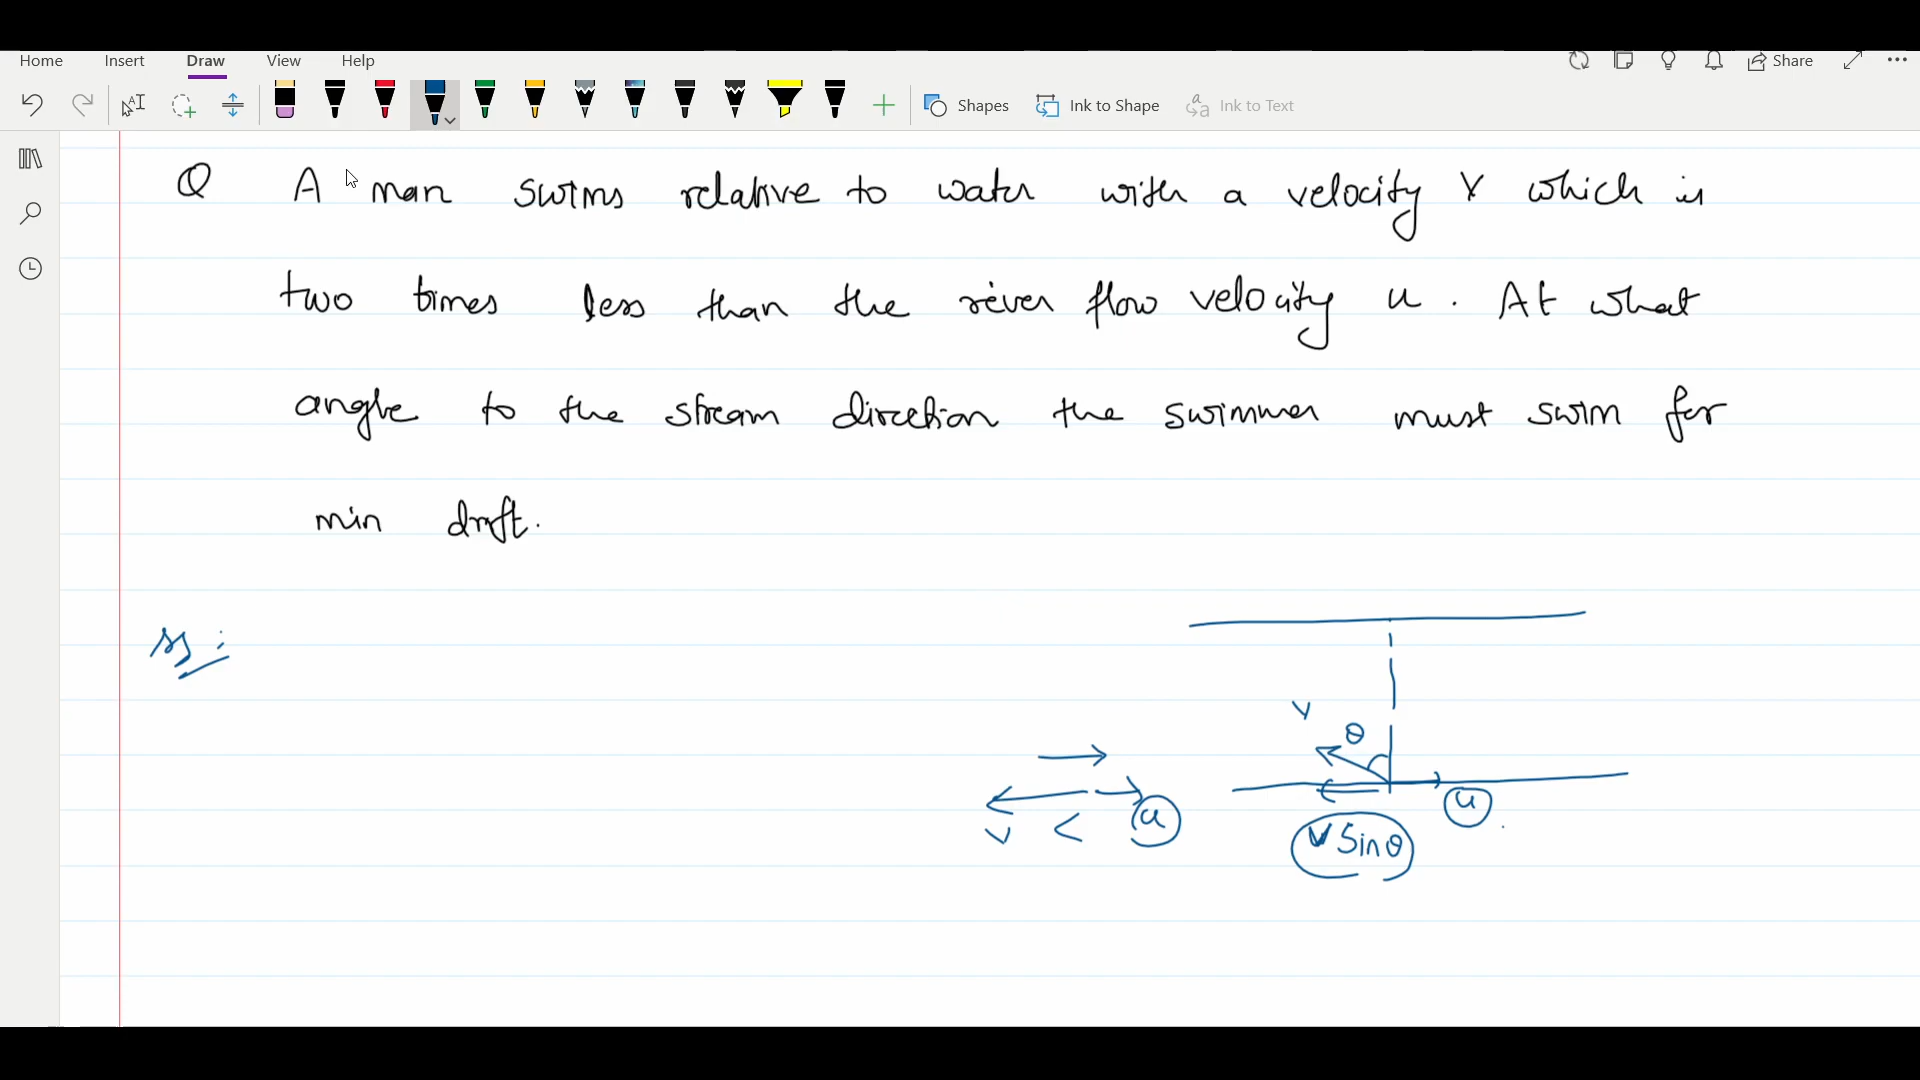 Home Insert Draw View Help
Share
Shapes Ink to Shape Ink to Text
Q A man swims relative to water with a velocity V which is
two times less than the river flow velocity u. At what
angle to the stream direction the swimmer must swim for
min drift.
V
θ
u
V < u
V Sinθ